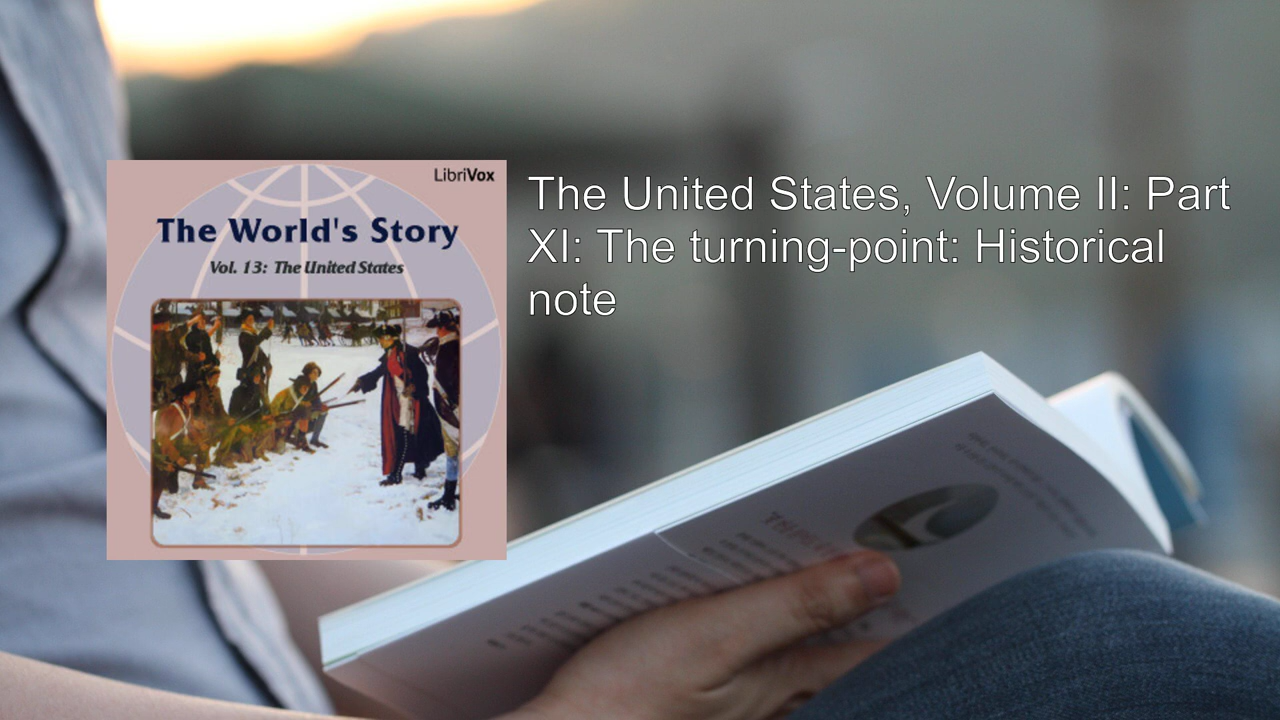 LibriVox
The World's Story
Vol. 13: The United States
The United States, Volume II: Part
XI: The turning-point: Historical
note